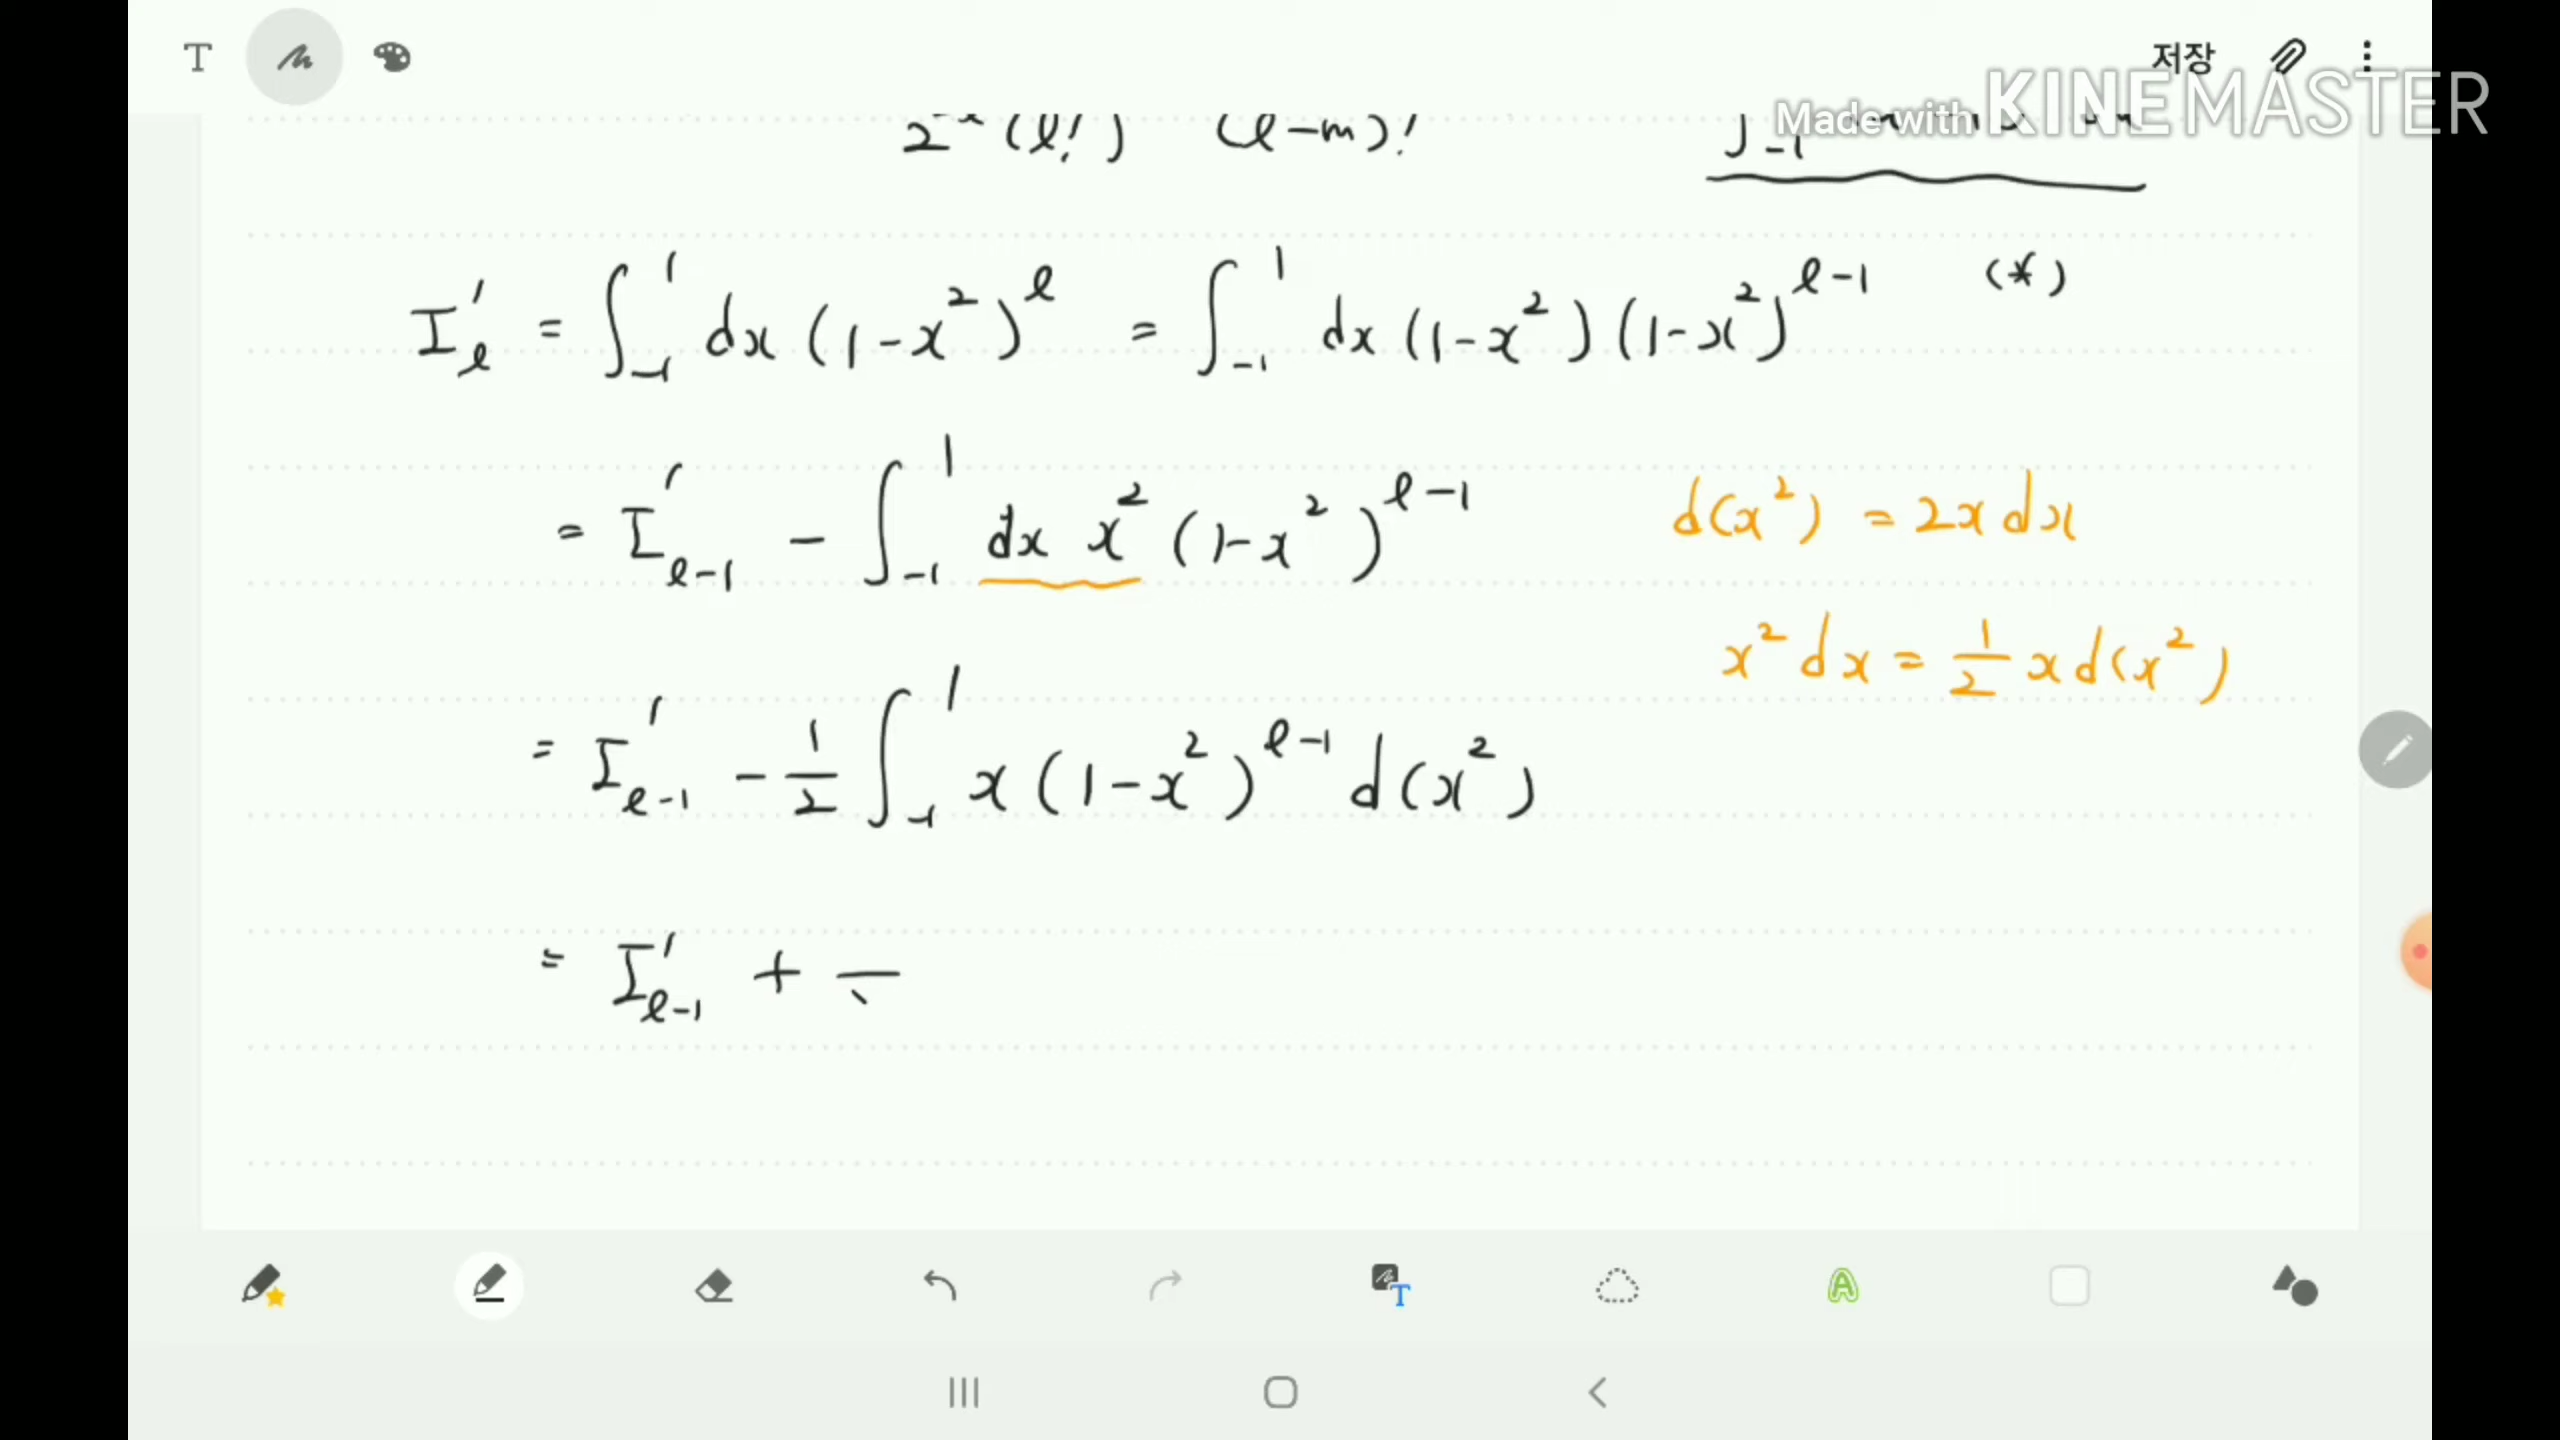 T 저장
Made with KINEMASTER
(l!) (l-m)!
I'_l = ∫_{-1}^{1} dx (1-x²)^l = ∫_{-1}^{1} dx (1-x²)(1-x²)^{l-1} (*)
= I'_{l-1} - ∫_{-1}^{1} dx x² (1-x²)^{l-1} d(x²) = 2x dx
x² dx = 1/2 x d(x²)
= I'_{l-1} - 1/2 ∫_{-1}^{1} x (1-x²)^{l-1} d(x²)
= I'_{l-1} +
T A